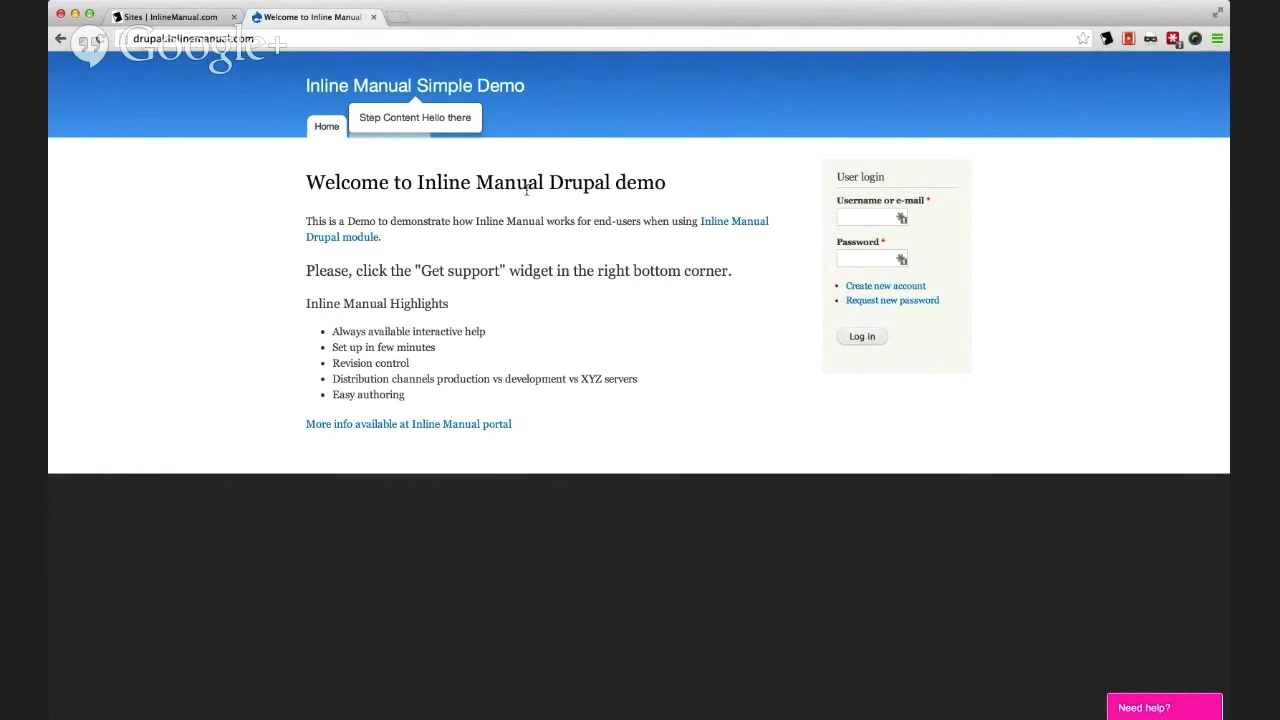 Sites | InlineManual.com
Welcome to Inline Manual
drupal.inlinemanual.com
Google+
Inline Manual Simple Demo
Step Content Hello there
Home
Welcome to Inline Manual Drupal demo
This is a Demo to demonstrate how Inline Manual works for end-users when using Inline Manual
Drupal module.
Please, click the "Get support" widget in the right bottom corner.
Inline Manual Highlights
Always available interactive help
Set up in few minutes
Revision control
Distribution channels production vs development vs XYZ servers
Easy authoring
More info available at Inline Manual portal
User login
Username or e-mail *
Password *
Create new account
Request new password
Log in
Need help?